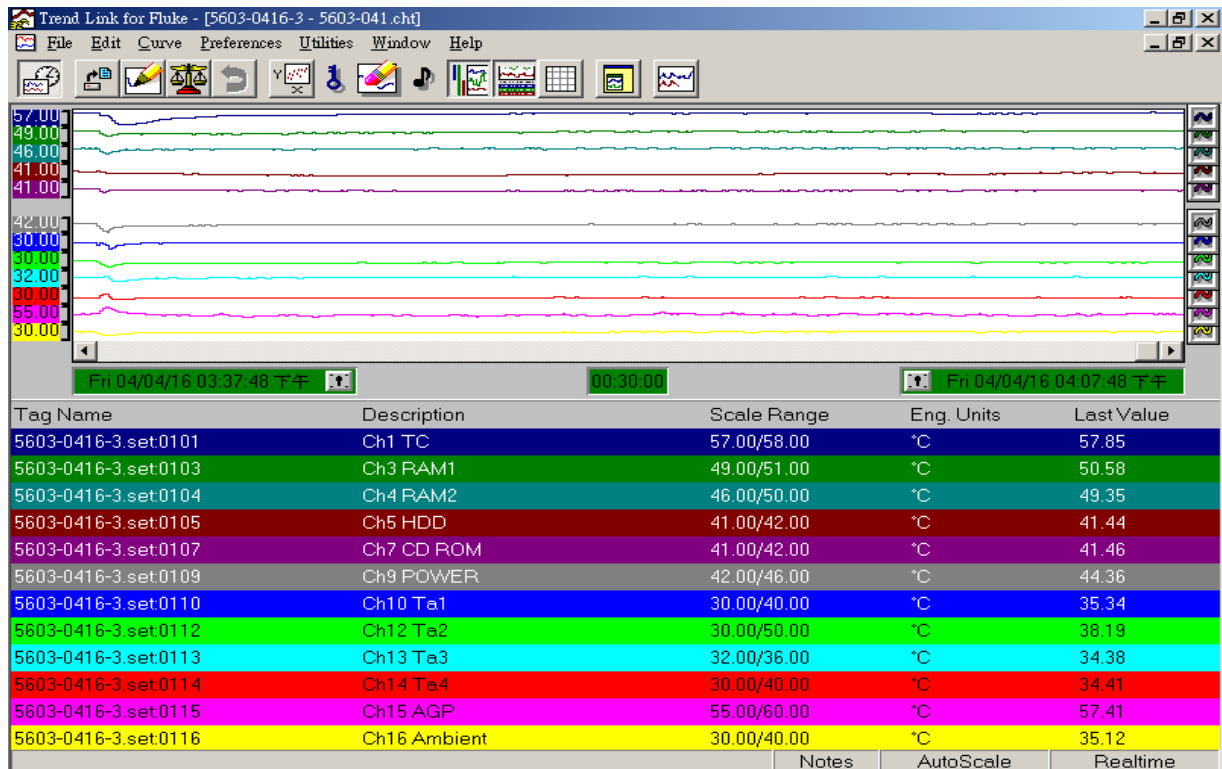 Trend Link for Fluke - [5603-0416-3 - 5603-041.cht]
File Edit Curve Preferences Utilities Window Help
57.00
49.00
46.00
41.00
41.00
42.00
30.00
30.00
32.00
30.00
55.00
30.00
Fri 04/04/16 03:37:48 下午 00:30:00 Fri 04/04/16 04:07:48 下午
Tag Name Description Scale Range Eng. Units Last Value
5603-0416-3.set:0101 Ch1 TC 57.00/58.00 °C 57.85
5603-0416-3.set:0103 Ch3 RAM1 49.00/51.00 °C 50.58
5603-0416-3.set:0104 Ch4 RAM2 46.00/50.00 °C 49.35
5603-0416-3.set:0105 Ch5 HDD 41.00/42.00 °C 41.44
5603-0416-3.set:0107 Ch7 CD ROM 41.00/42.00 °C 41.46
5603-0416-3.set:0109 Ch9 POWER 42.00/46.00 °C 44.36
5603-0416-3.set:0110 Ch10 Ta1 30.00/40.00 °C 35.34
5603-0416-3.set:0112 Ch12 Ta2 30.00/50.00 °C 38.19
5603-0416-3.set:0113 Ch13 Ta3 32.00/36.00 °C 34.38
5603-0416-3.set:0114 Ch14 Ta4 30.00/40.00 °C 34.41
5603-0416-3.set:0115 Ch15 AGP 55.00/60.00 °C 57.41
5603-0416-3.set:0116 Ch16 Ambient 30.00/40.00 °C 35.12
Notes AutoScale Realtime